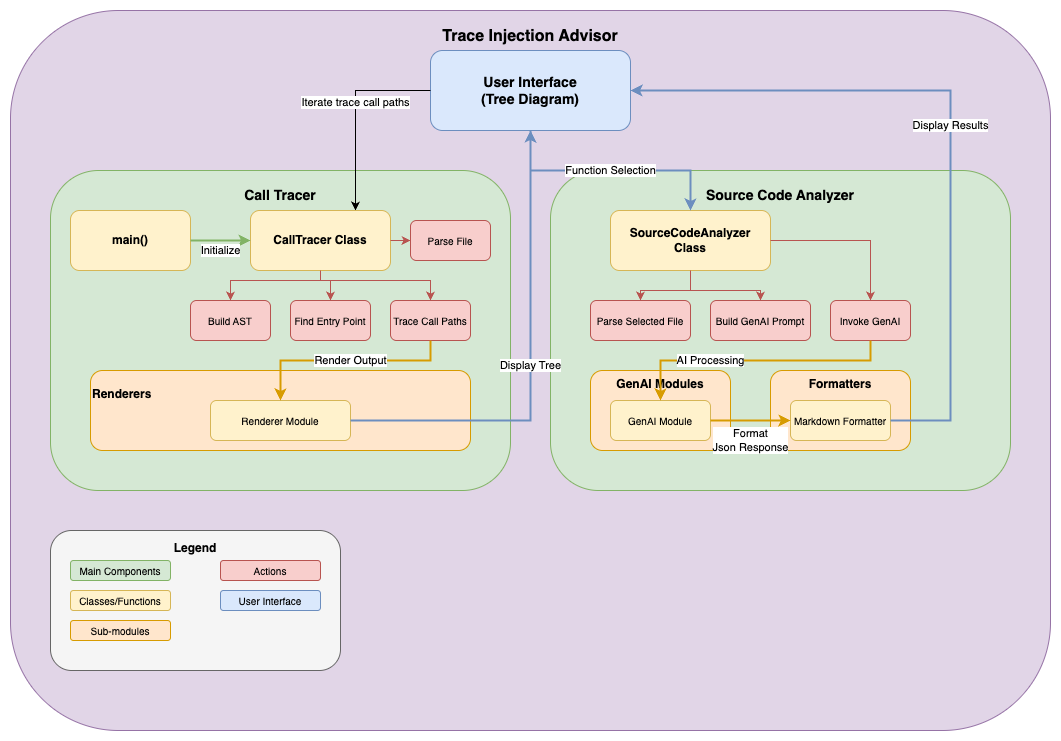 Trace Injection Advisor
User Interface
(Tree Diagram)
Iterate trace call paths
Display Results
Function Selection
Call Tracer
main()
Initialize
CallTracer Class
Parse File
Build AST
Find Entry Point
Trace Call Paths
Render Output
Renderers
Renderer Module
Display Tree
Source Code Analyzer
SourceCodeAnalyzer
Class
Parse Selected File
Build GenAI Prompt
Invoke GenAI
AI Processing
GenAI Modules
GenAI Module
Format
Json Response
Formatters
Markdown Formatter
Legend
Main Components
Actions
Classes/Functions
User Interface
Sub-modules